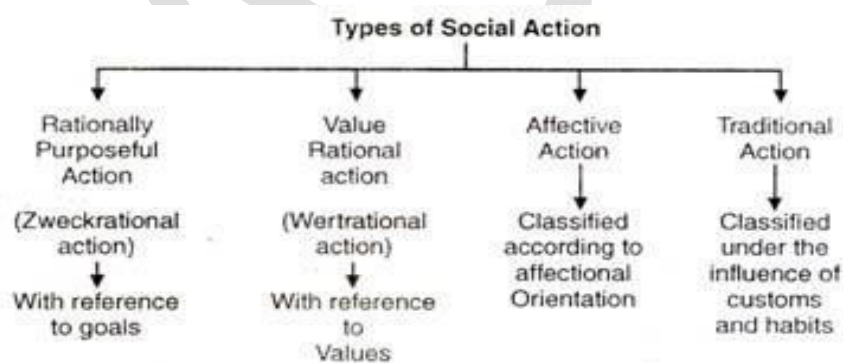 Types of Social Action
Rationally
Purposeful
Action
(Zweckrational
action)
With reference
to goals
Value
Rational
action
(Wertrational
action)
With reference
to
Values
Affective
Action
Classified
according to
affectional
Orientation
Traditional
Action
Classified
under the
influence of
customs
and habits